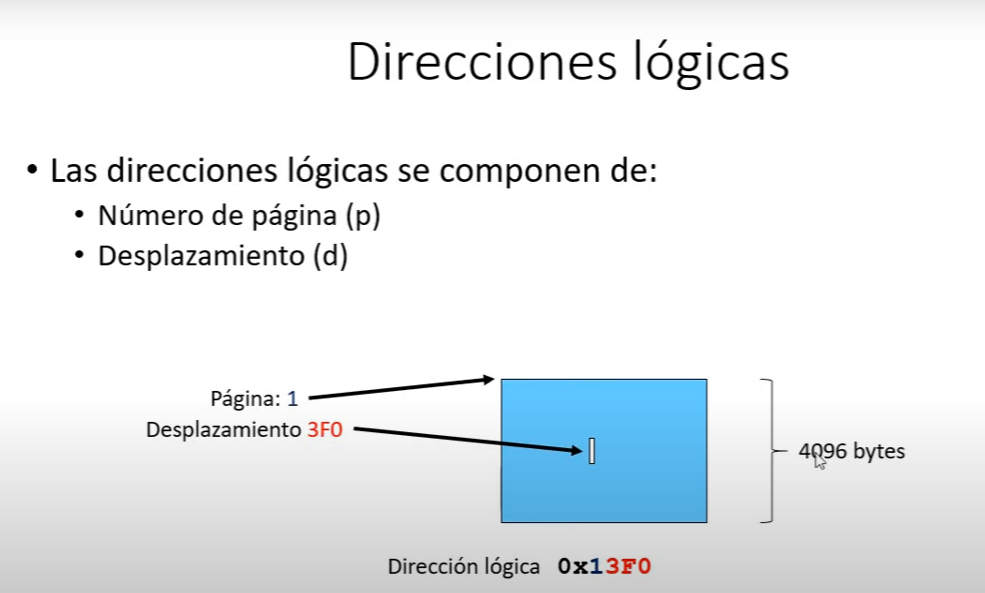 Direcciones lógicas
• Las direcciones lógicas se componen de:
• Número de página (p)
• Desplazamiento (d)
Página: 1
Desplazamiento 3F0
4096 bytes
Dirección lógica 0x13F0